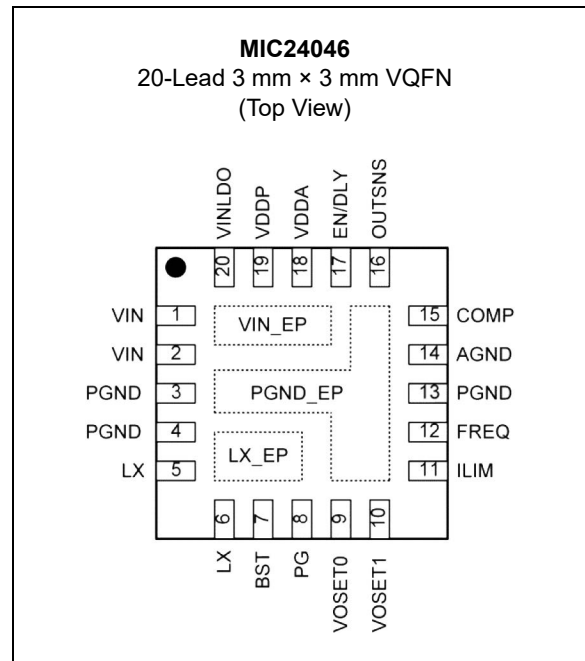 MIC24046
20-Lead 3 mm × 3 mm VQFN
(Top View)
VINLDO VDDP VDDA EN/DLY OUTSNS
20 19 18 17 16
VIN 1 VIN_EP 15 COMP
VIN 2 14 AGND
PGND 3 PGND_EP 13 PGND
PGND 4 12 FREQ
LX 5 LX_EP 11 ILIM
6 7 8 9 10
LX BST PG VOSET0 VOSET1